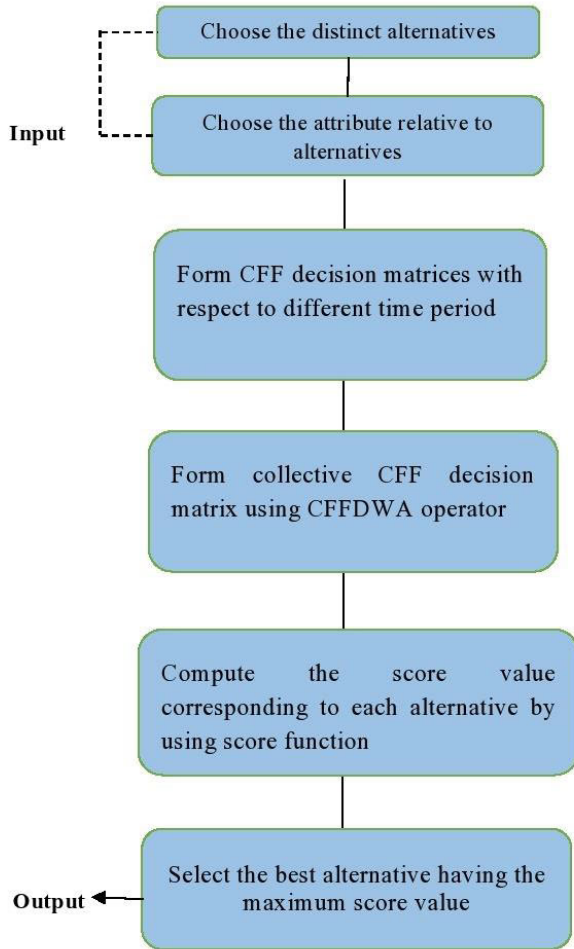 Choose the distinct alternatives
Input
Choose the attribute relative to
alternatives
Form CFF decision matrices with
respect to different time period
Form collective CFF decision
matrix using CFFDWA operator
Compute the score value
corresponding to each alternative by
using score function
Select the best alternative having the
maximum score value
Output